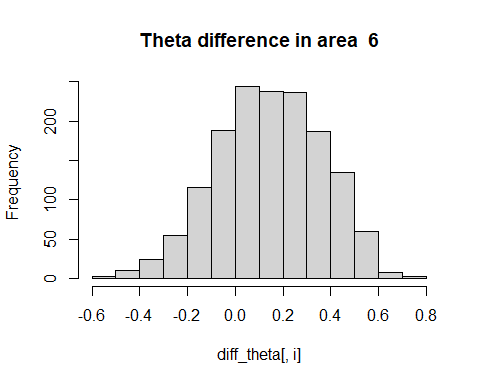 Theta difference in area  6
Frequency
200
100
50
0
-0.6 -0.4 -0.2 0.0 0.2 0.4 0.6 0.8
diff_theta[, i]